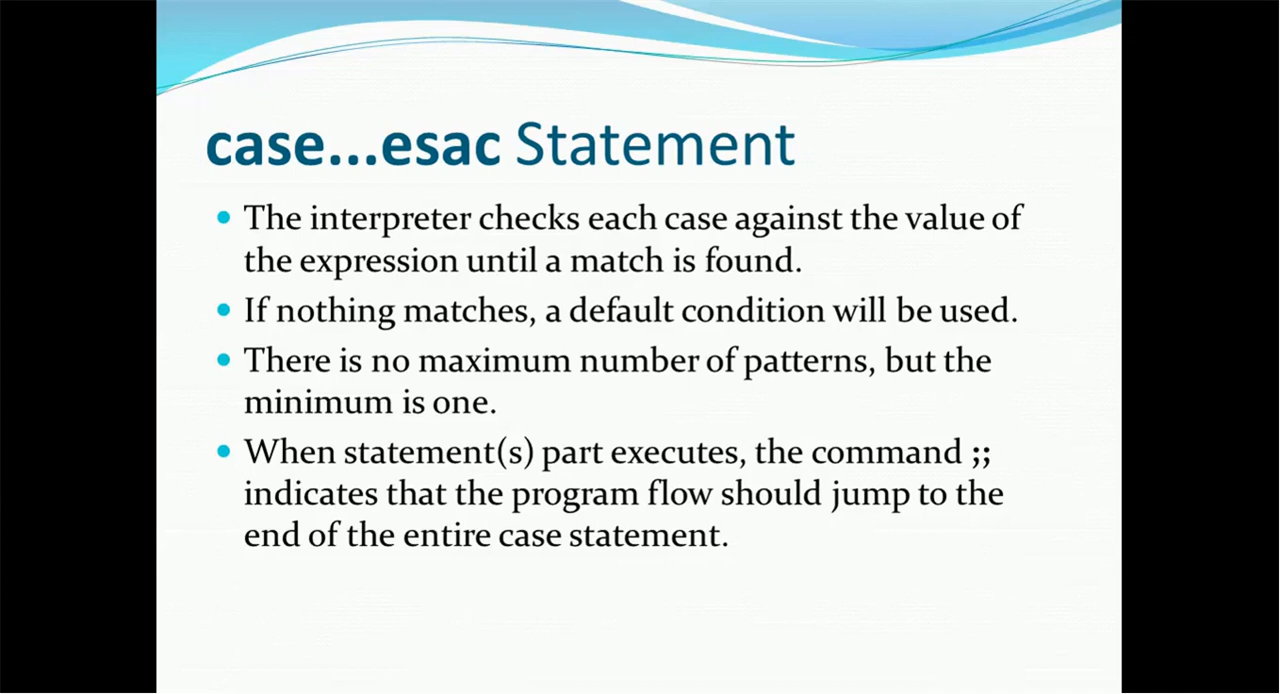 case...esac Statement
The interpreter checks each case against the value of
the expression until a match is found.
If nothing matches, a default condition will be used.
There is no maximum number of patterns, but the
minimum is one.
When statement(s) part executes, the command ;;
indicates that the program flow should jump to the
end of the entire case statement.